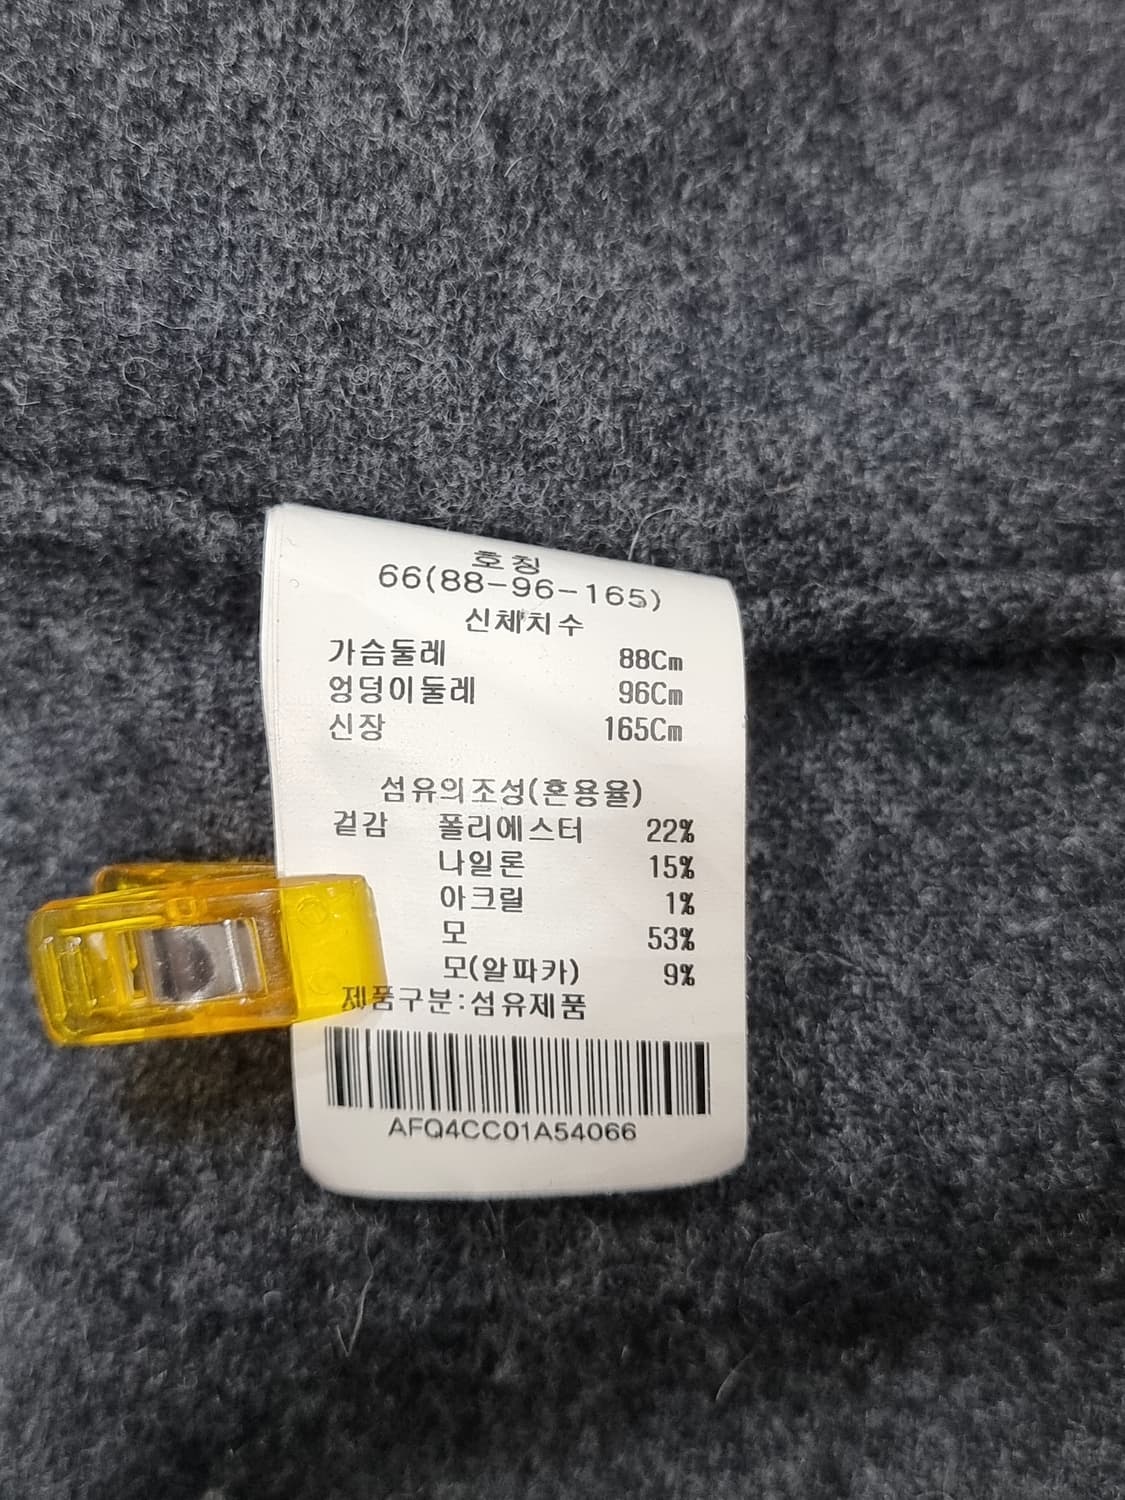 호칭
66(88-96-165)
신체치수
가슴둘레 88Cm
엉덩이둘레 96Cm
신장 165Cm
섬유의조성(혼용율)
겉감 폴리에스터 22%
나일론 15%
아크릴 1%
모 53%
모(알파카) 9%
제품구분:섬유제품
AFQ4CC01A54066